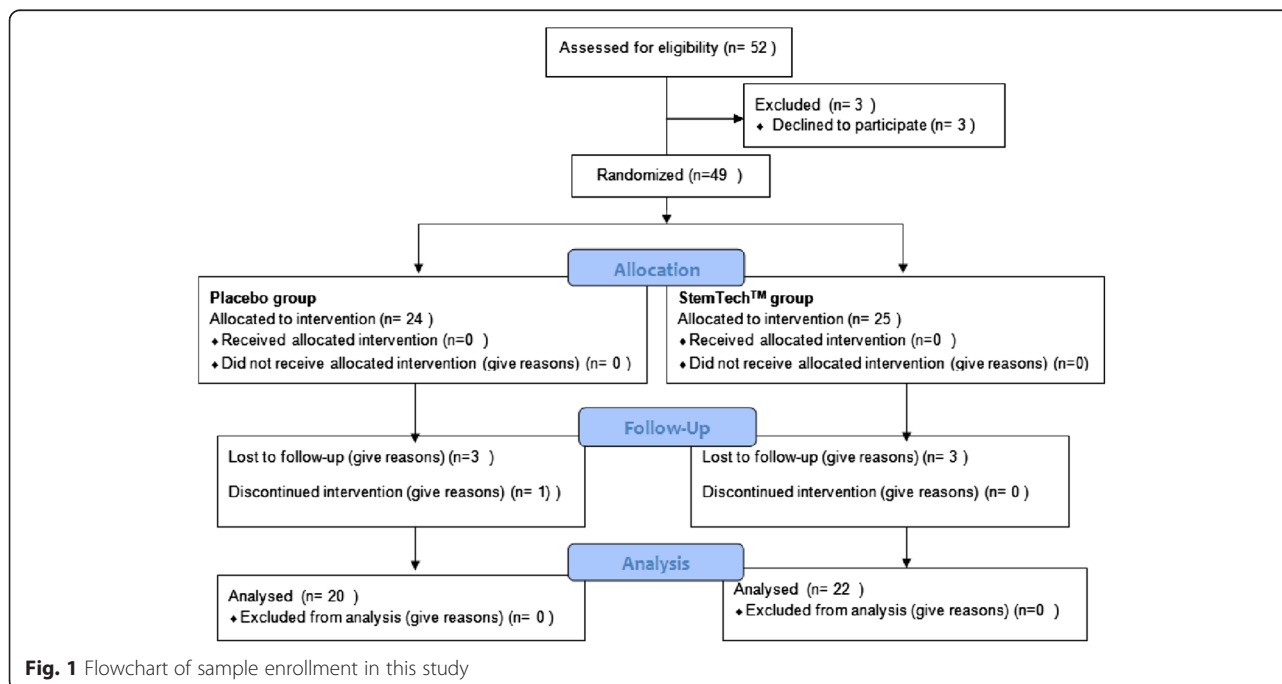 Assessed for eligibility (n= 52 )
Excluded (n= 3 )
♦ Declined to participate (n= 3 )
Randomized (n=49 )
Allocation
Placebo group
Allocated to intervention (n= 24 )
♦ Received allocated intervention (n=0 )
♦ Did not receive allocated intervention (give reasons) (n= 0 )
StemTech™ group
Allocated to intervention (n= 25 )
♦ Received allocated intervention (n=0 )
♦ Did not receive allocated intervention (give reasons) (n=0)
Follow-Up
Lost to follow-up (give reasons) (n=3 )
Discontinued intervention (give reasons) (n= 1) )
Lost to follow-up (give reasons) (n= 3 )
Discontinued intervention (give reasons) (n= 0 )
Analysis
Analysed (n= 20 )
♦ Excluded from analysis (give reasons) (n= 0 )
Analysed (n= 22 )
♦ Excluded from analysis (give reasons) (n=0 )
Fig. 1 Flowchart of sample enrollment in this study